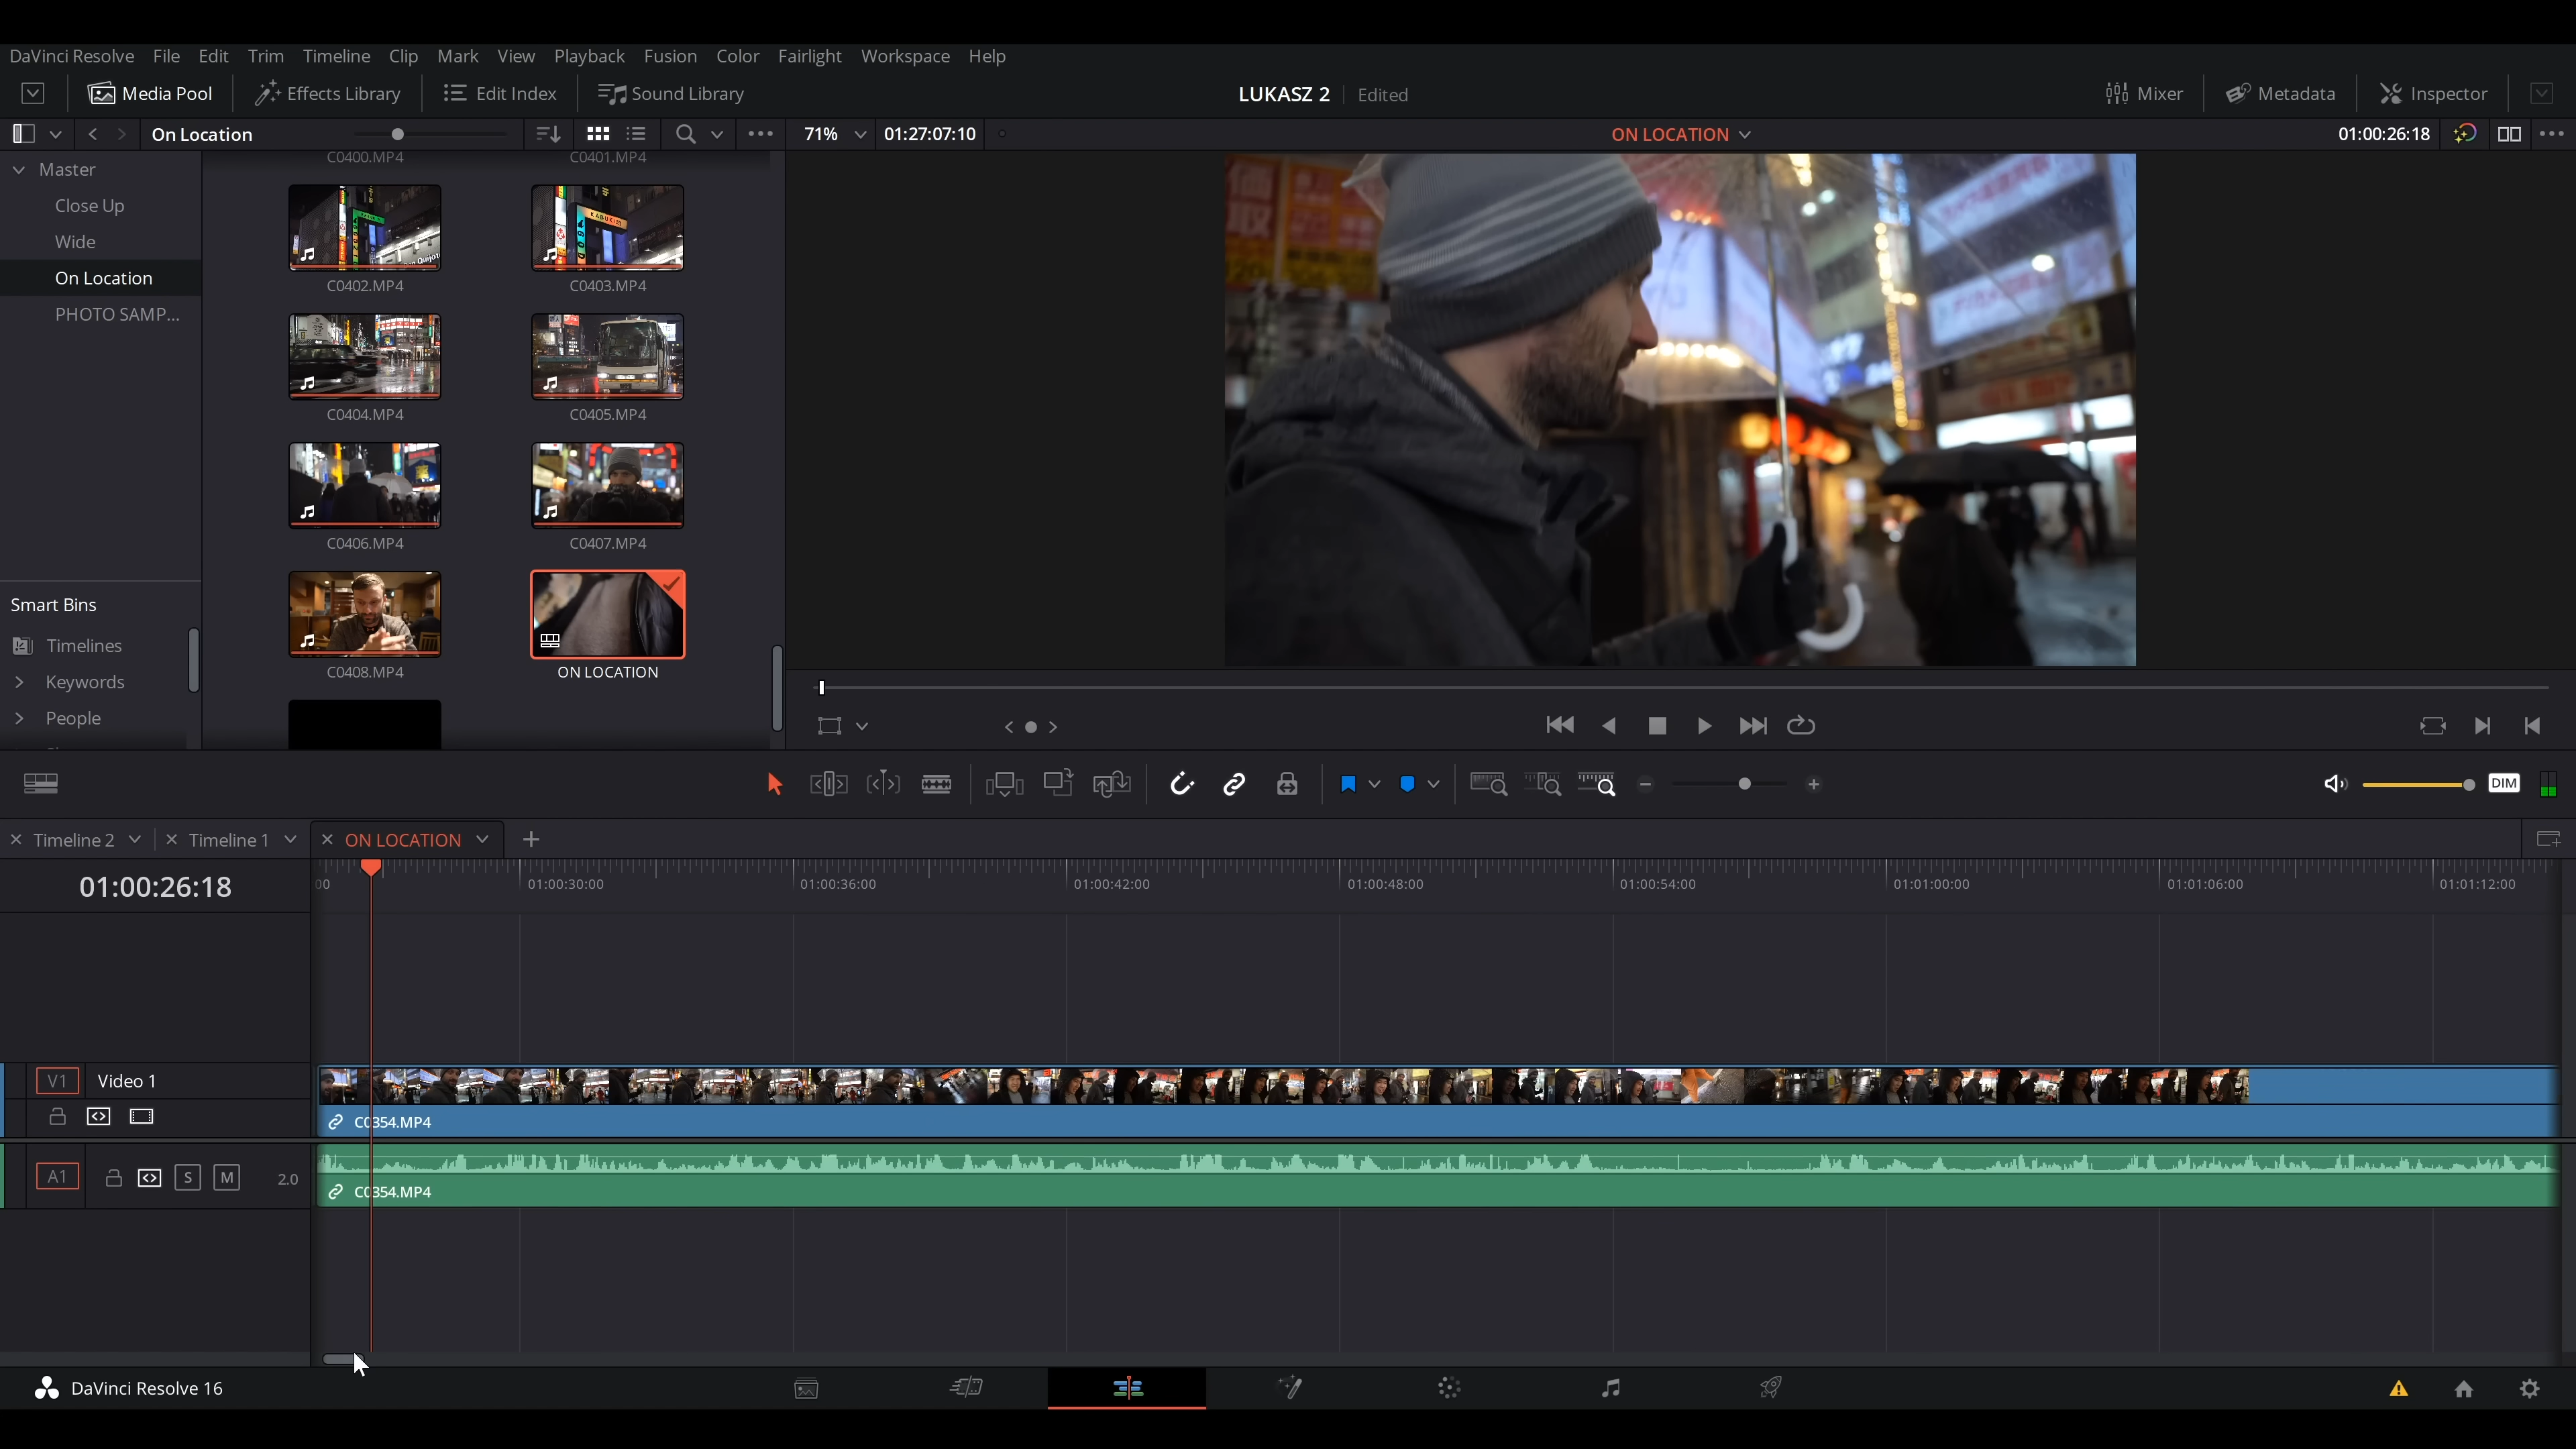 DaVinci Resolve File Edit Trim Timeline Clip Mark View Playback Fusion Color Fairlight Workspace Help
Media Pool Effects Library Edit Index Sound Library LUKASZ 2 Edited Mixer Metadata Inspector
On Location 71% 01:27:07:10 ON LOCATION 01:00:26:18
Master
Close Up
Wide
On Location
PHOTO SAMP...
Smart Bins
Timelines
Keywords
People
C0400.MP4 C0401.MP4
KABUKI
C0402.MP4 C0403.MP4
C0404.MP4 C0405.MP4
C0406.MP4 C0407.MP4
C0408.MP4 ON LOCATION
DIM
Timeline 2 Timeline 1 ON LOCATION
01:00:26:18
00 01:00:30:00 01:00:36:00 01:00:42:00 01:00:48:00 01:00:54:00 01:01:00:00 01:01:06:00 01:01:12:00
V1 Video 1
C0354.MP4
A1 S M 2.0
C0354.MP4
DaVinci Resolve 16